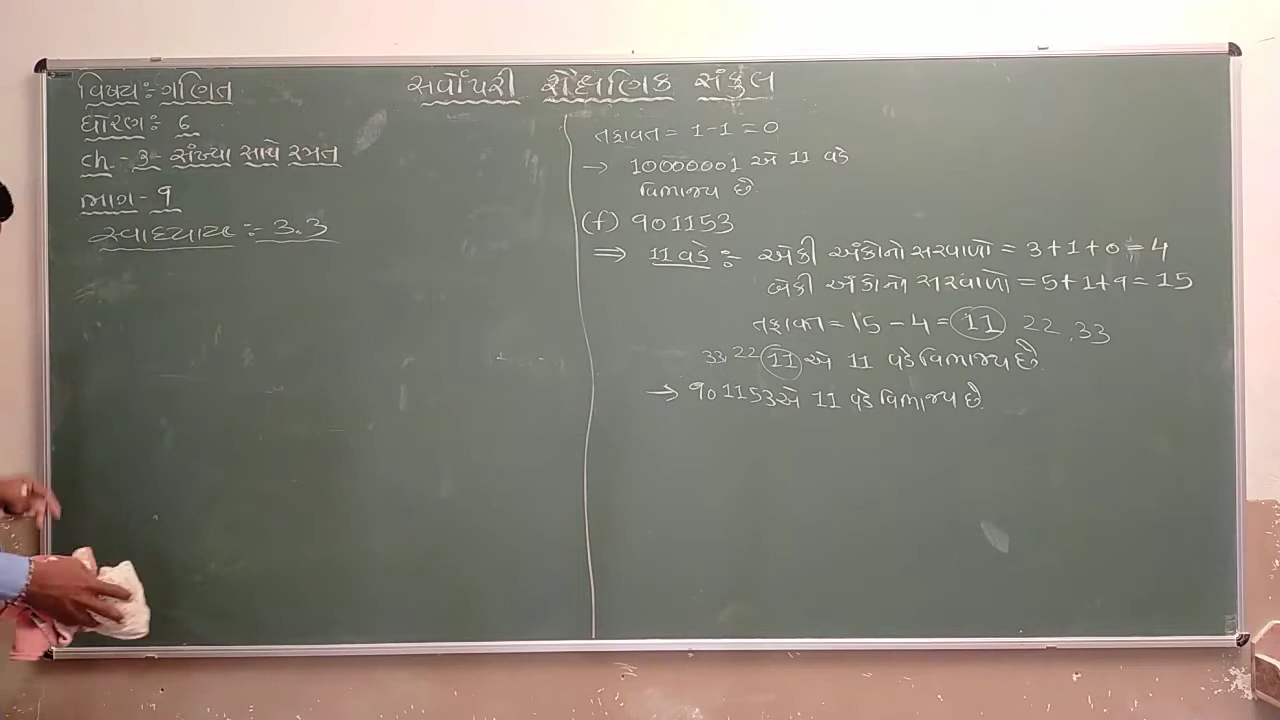 સર્વોપરી શૈક્ષણિક સંકુલ
વિષય:- ગણિત
ધોરણ:- 6
ch.- 3 - સંખ્યા સાથે રમત
ભાગ - 9
સ્વાધ્યાય :- 3.3
તફાવત = 1-1 = 0
→ 10000001 એ 11 વડે
વિભાજ્ય છે.
(f) 901153
⇒ 11 વડે :- એકી અંકોનો સરવાળો = 3+1+0 = 4
બેકી અંકોનો સરવાળો = 5+1+9 = 15
તફાવત = 15 - 4 = 11 22, 33
33, 22 11 એ 11 વડે વિભાજ્ય છે.
→ 901153 એ 11 વડે વિભાજ્ય છે.